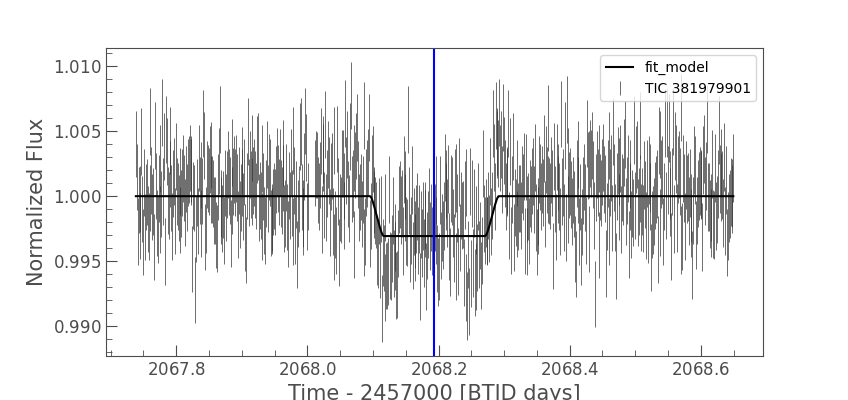 fit_model
TIC 381979901
1.010
1.005
1.000
0.995
0.990
Normalized Flux
2067.8 2068.0 2068.2 2068.4 2068.6
Time - 2457000 [BTJD days]